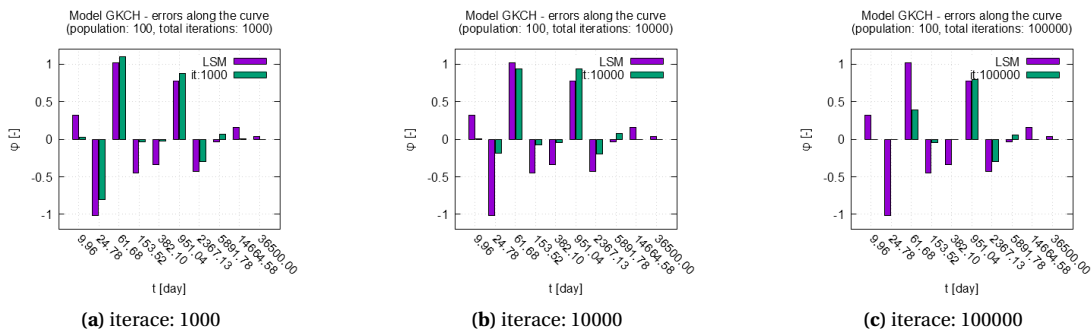 Model GKCH - errors along the curve
(population: 100, total iterations: 1000)
LSM
it:1000
1
0.5
0
-0.5
-1
φ [-]
9.96
24.78
61.68
153.52
382.10
951.04
2367.13
5891.78
14664.58
36500.00
t [day]
(a) iterace: 1000
Model GKCH - errors along the curve
(population: 100, total iterations: 10000)
LSM
it:10000
1
0.5
0
-0.5
-1
φ [-]
9.96
24.78
61.68
153.52
382.10
951.04
2367.13
5891.78
14664.58
36500.00
t [day]
(b) iterace: 10000
Model GKCH - errors along the curve
(population: 100, total iterations: 100000)
LSM
it:100000
1
0.5
0
-0.5
-1
φ [-]
9.96
24.78
61.68
153.52
382.10
951.04
2367.13
5891.78
14664.58
36500.00
t [day]
(c) iterace: 100000